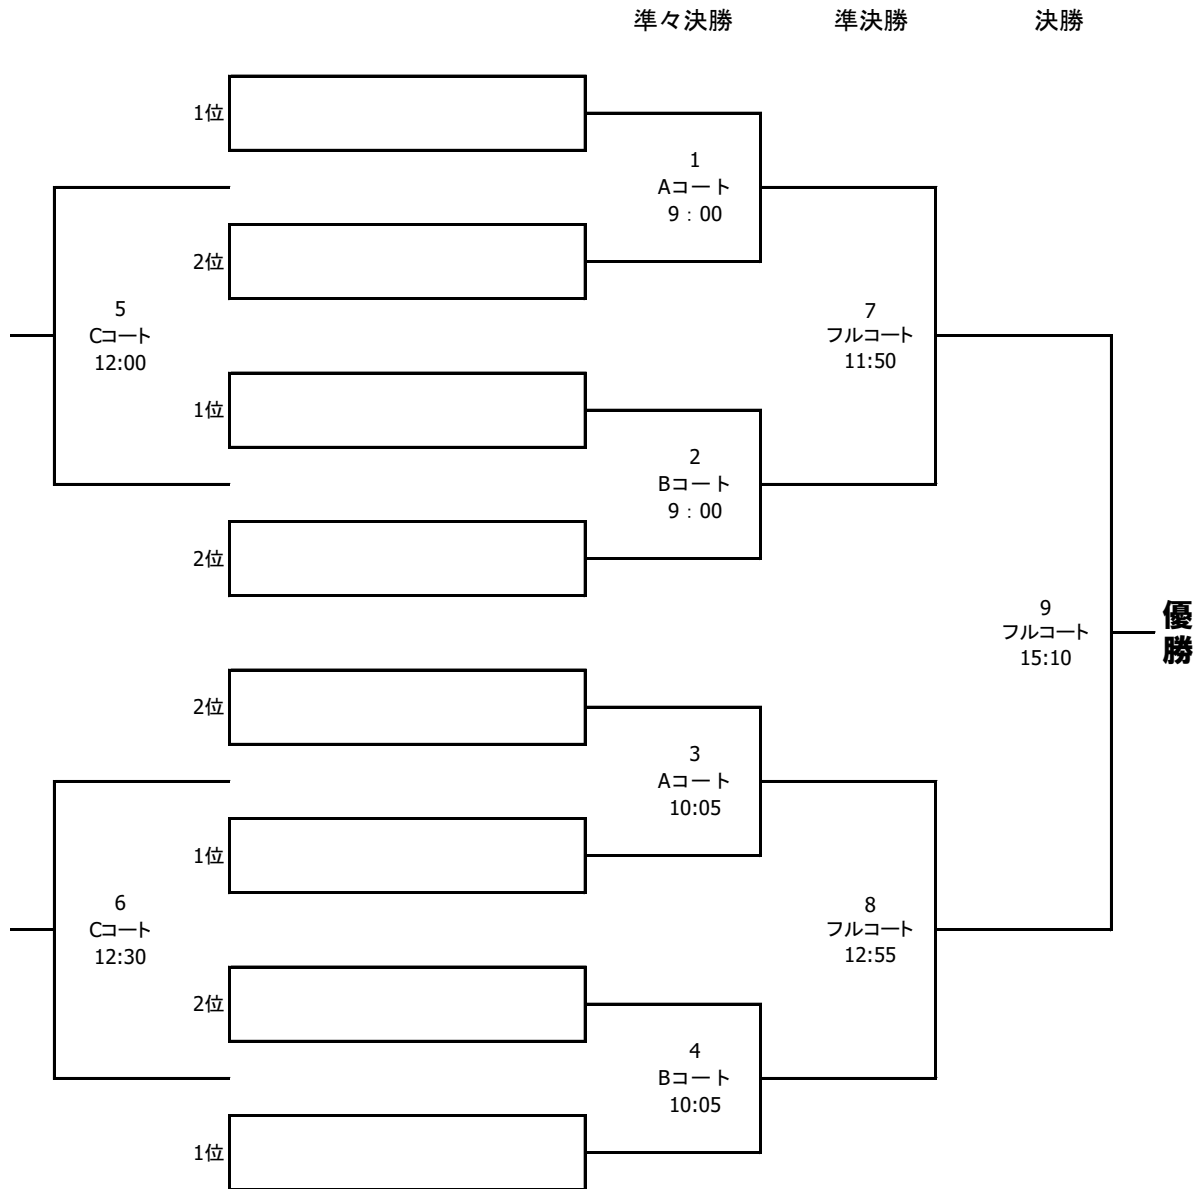 準々決勝 準決勝 決勝
1位
1
Aコート
9：00
2位
5
Cコート
12:00
7
フルコート
11:50
1位
2
Bコート
9：00
2位
9
フルコート
15:10
優勝
2位
3
Aコート
10:05
1位
6
Cコート
12:30
8
フルコート
12:55
2位
4
Bコート
10:05
1位